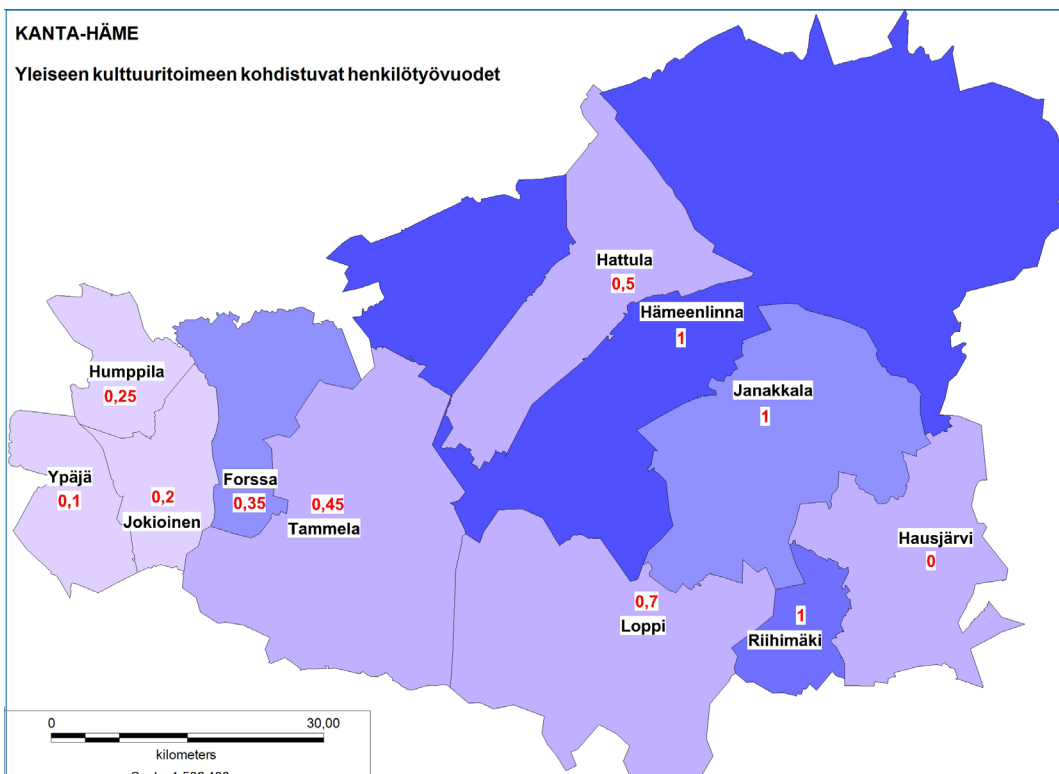 KANTA-HÄME
Yleiseen kulttuuritoimeen kohdistuvat henkilötyövuodet
Hattula
0,5
Hämeenlinna
1
Humppila
0,25
Janakkala
1
Ypäjä
0,1
0,2
Jokioinen
Forssa
0,35
0,45
Tammela
Hausjärvi
0
0,7
Loppi
1
Riihimäki
0 30,00
kilometers